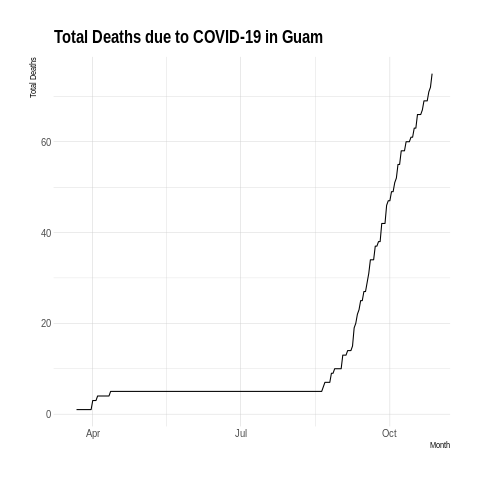 Total Deaths due to COVID-19 in Guam
Total Deaths
60
40
20
0
Apr
Jul
Oct
Month